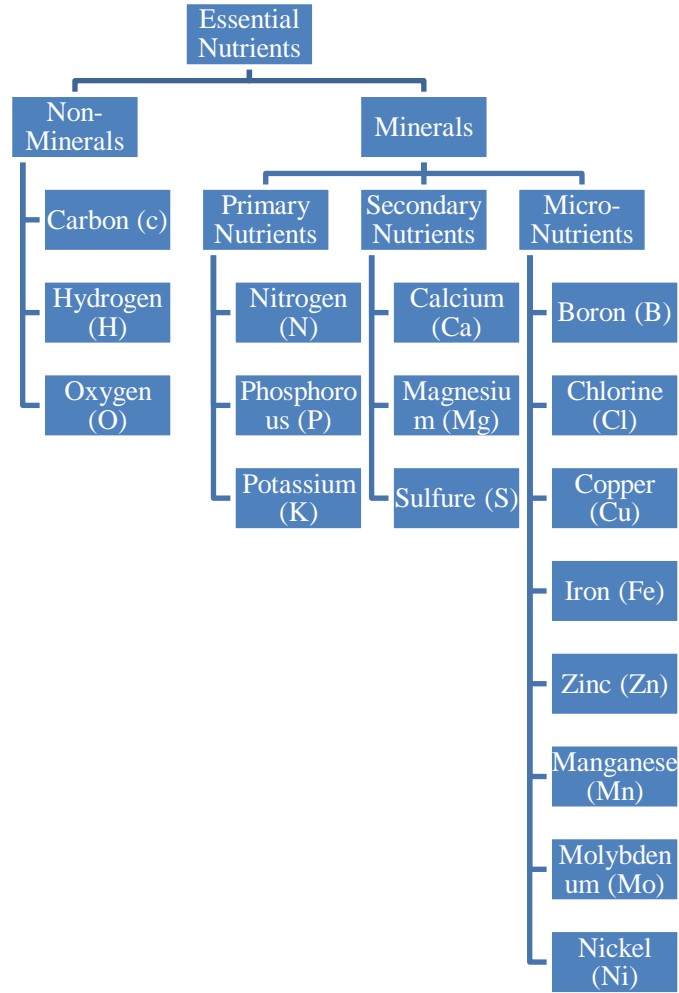 Essential
Nutrients
Non-
Minerals
Minerals
Carbon (c)
Hydrogen
(H)
Oxygen
(O)
Primary
Nutrients
Nitrogen
(N)
Phosphoro
us (P)
Potassium
(K)
Secondary
Nutrients
Calcium
(Ca)
Magnesiu
m (Mg)
Sulfure (S)
Micro-
Nutrients
Boron (B)
Chlorine
(Cl)
Copper
(Cu)
Iron (Fe)
Zinc (Zn)
Manganese
(Mn)
Molybden
um (Mo)
Nickel
(Ni)